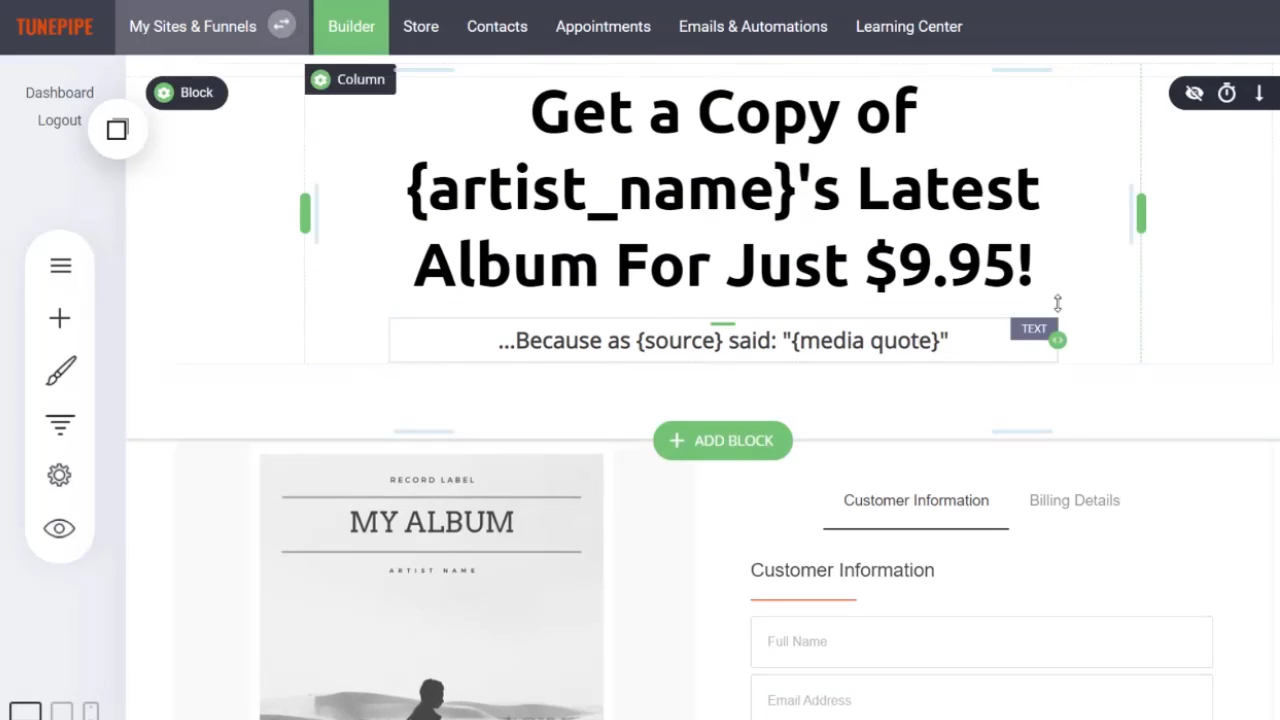 TUNEPIPE My Sites & Funnels Builder Store Contacts Appointments Emails & Automations Learning Center
Dashboard
Logout
Block
Column
Get a Copy of
{artist_name}'s Latest
Album For Just $9.95!
TEXT
...Because as {source} said: "{media quote}"
+ ADD BLOCK
RECORD LABEL
MY ALBUM
ARTIST NAME
Customer Information Billing Details
Customer Information
Full Name
Email Address